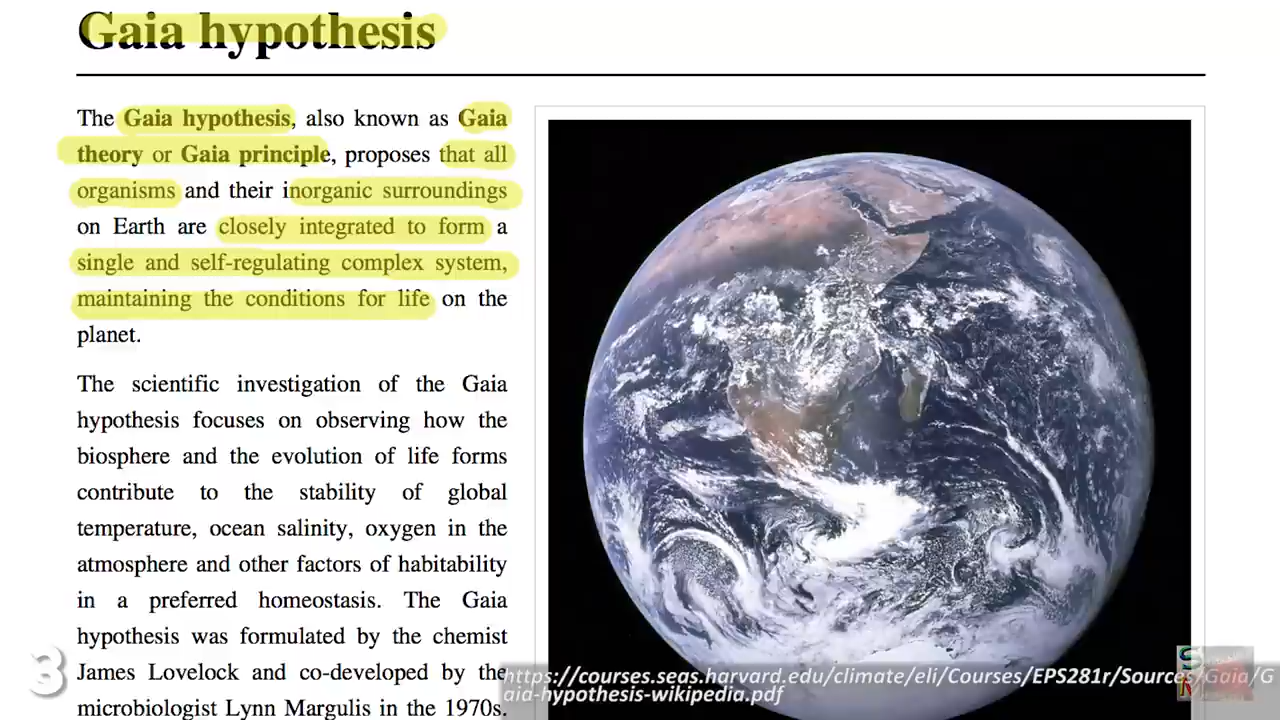 Gaia hypothesis
The Gaia hypothesis, also known as Gaia
theory or Gaia principle, proposes that all
organisms and their inorganic surroundings
on Earth are closely integrated to form a
single and self-regulating complex system,
maintaining the conditions for life on the
planet.
The scientific investigation of the Gaia
hypothesis focuses on observing how the
biosphere and the evolution of life forms
contribute to the stability of global
temperature, ocean salinity, oxygen in the
atmosphere and other factors of habitability
in a preferred homeostasis. The Gaia
hypothesis was formulated by the chemist
James Lovelock and co-developed by the
microbiologist Lynn Margulis in the 1970s.
3
https://courses.seas.harvard.edu/climate/eli/Courses/EPS281r/Sources/Gaia/G
aia-hypothesis-wikipedia.pdf
S